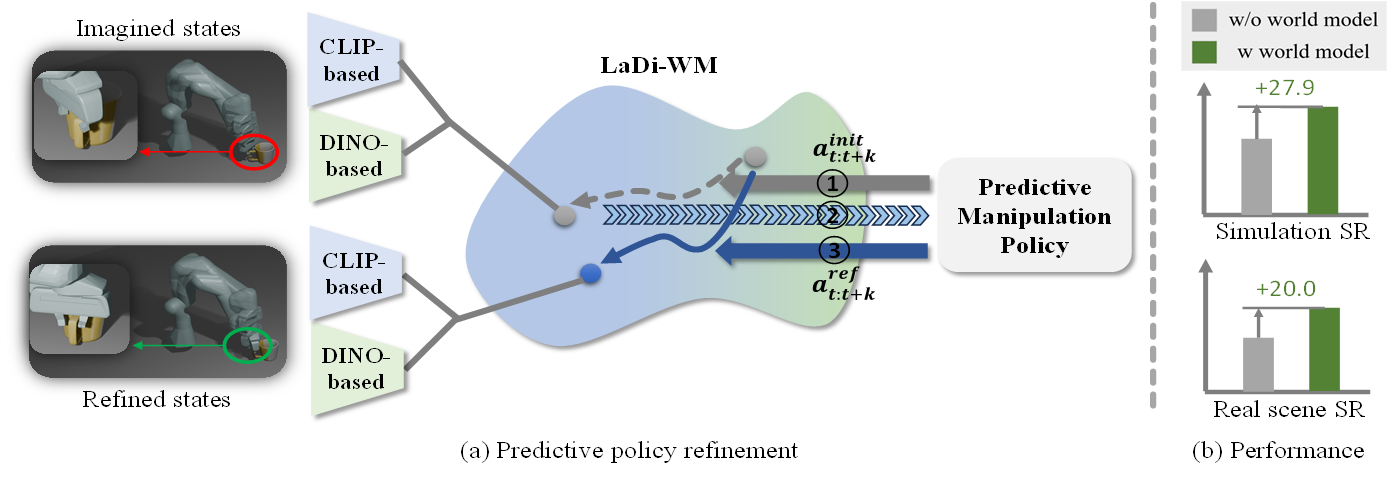 Imagined states
CLIP-
based
DINO-
based
LaDi-WM
a^{init}_{t:t+k}
1
2
3
a^{ref}_{t:t+k}
Predictive
Manipulation
Policy
CLIP-
based
DINO-
based
Refined states
(a) Predictive policy refinement
w/o world model
w world model
+27.9
Simulation SR
+20.0
Real scene SR
(b) Performance